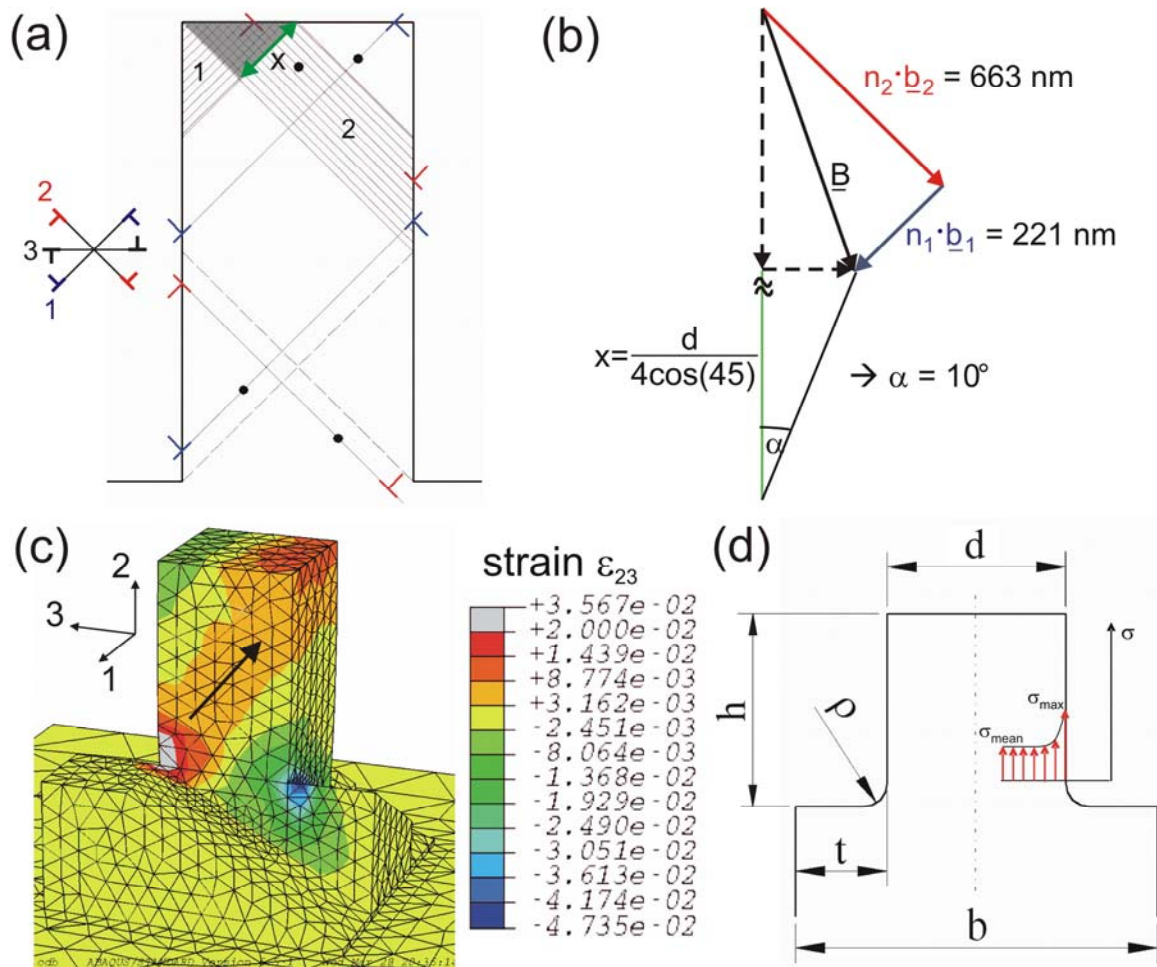 (a)
1
x
2
2
3
1
(b)
n₂·b₂ = 663 nm
B
n₁·b₁ = 221 nm
≈
x= d
4cos(45)
→ α = 10°
α
(c)
2
3
1
strain ε₂₃
+3.567e-02
+2.000e-02
+1.439e-02
+8.774e-03
+3.162e-03
-2.451e-03
-8.064e-03
-1.368e-02
-1.929e-02
-2.490e-02
-3.051e-02
-3.613e-02
-4.174e-02
-4.735e-02
(d)
d
σ
h
ρ
σmax
σmean
t
b